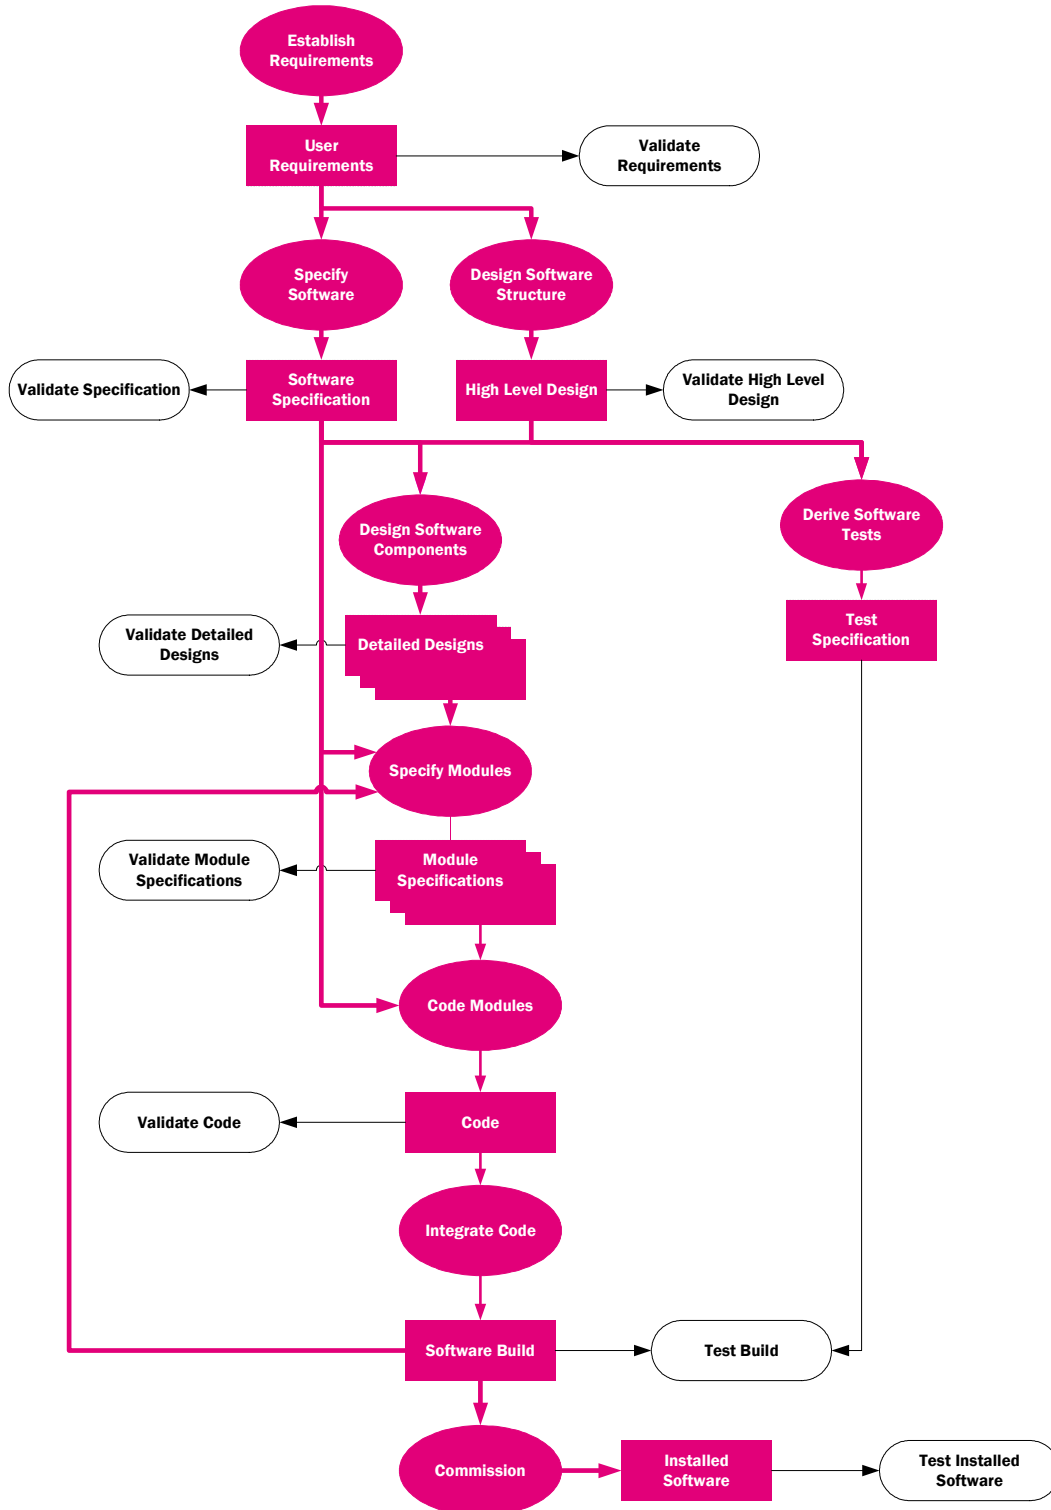 Establish
Requirements
User
Requirements
Validate
Requirements
Specify
Software
Design Software
Structure
Validate Specification
Software
Specification
High Level Design
Validate High Level
Design
Design Software
Components
Derive Software
Tests
Validate Detailed
Designs
Detailed Designs
Test
Specification
Specify Modules
Validate Module
Specifications
Module
Specifications
Code Modules
Validate Code
Code
Integrate Code
Software Build
Test Build
Commission
Installed
Software
Test Installed
Software